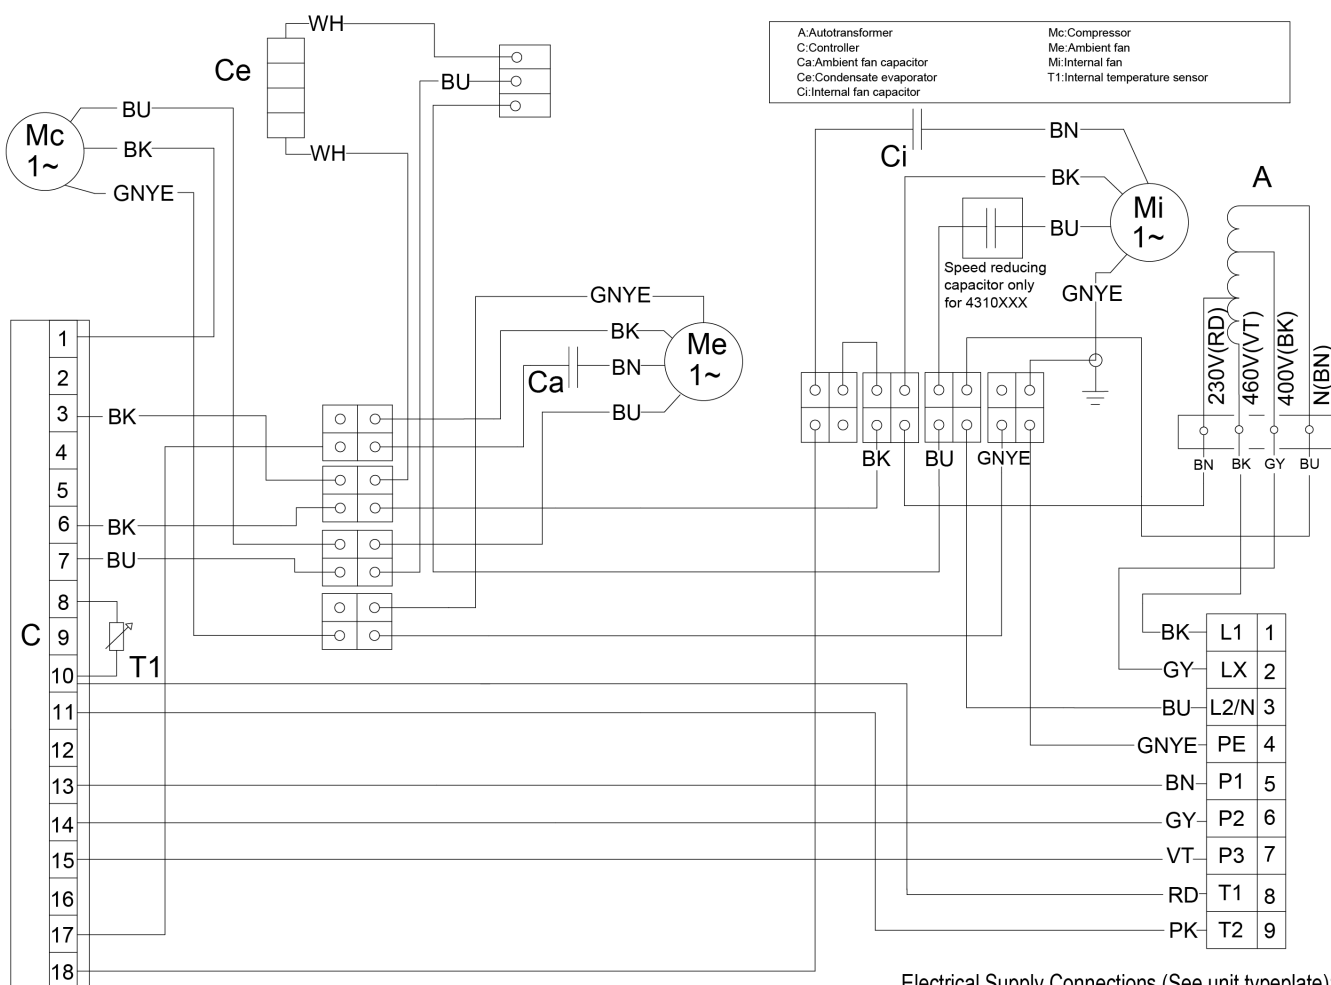 WH
Ce
BU
WH
A:Autotransformer
C:Controller
Ca:Ambient fan capacitor
Ce:Condensate evaporator
Ci:Internal fan capacitor
Mc:Compressor
Me:Ambient fan
Mi:Internal fan
T1:Internal temperature sensor
Mc
1~
BU
BK
GNYE
Ci
BN
BK
BU
GNYE
Mi
1~
Speed reducing
capacitor only
for 4310XXX
A
230V(RD)
460V(VT)
400V(BK)
N(BN)
GNYE
BK
BN
BU
Ca
Me
1~
BK
BU
GNYE
BN
BK
GY
BU
C
1
2
3
4
5
6
7
8
9
10
11
12
13
14
15
16
17
18
BK
BK
BU
T1
BK L1 1
GY LX 2
BU L2/N 3
GNYE PE 4
BN P1 5
GY P2 6
VT P3 7
RD T1 8
PK T2 9
Electrical Supply Connections (See unit typeplate)